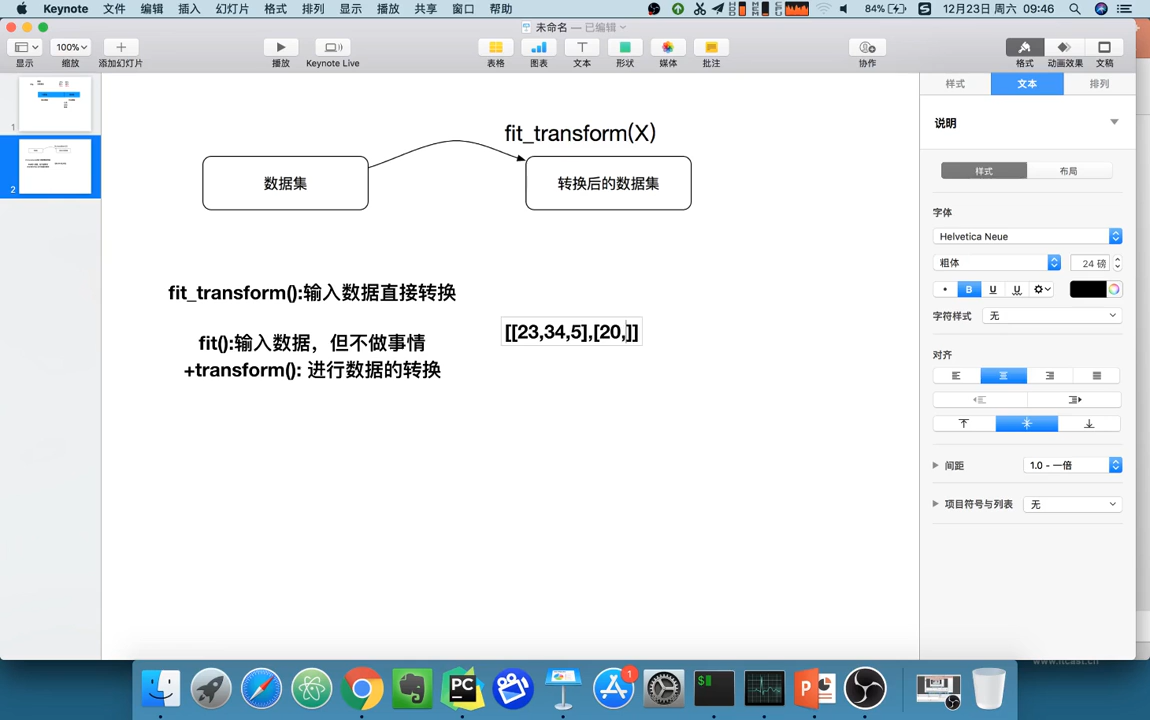 Keynote 文件 编辑 插入 幻灯片 格式 排列 显示 播放 共享 窗口 帮助 84% 12月23日 周六 09:46
未命名 — 已编辑
100%
显示 缩放 添加幻灯片 播放 Keynote Live 表格 图表 文本 形状 媒体 批注 协作 格式 动画效果 文稿
样式 文本 排列
说明
样式 布局
字体
Helvetica Neue
粗体 24 磅
B U U
字符样式 无
对齐
间距 1.0 - 一倍
项目符号与列表 无
1
2
fit_transform(X)
数据集 转换后的数据集
fit_transform():输入数据直接转换
fit():输入数据，但不做事情
+transform(): 进行数据的转换
[[23,34,5],[20,]]
PC
1
$
P
www.itcast.cn